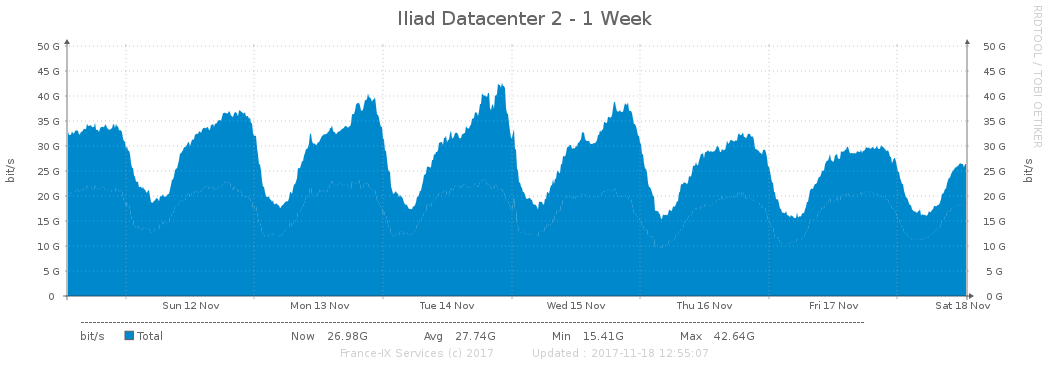 Iliad Datacenter 2 - 1 Week
RRDTOOL / TOBI OETIKER
bit/s
50 G 50 G
45 G 45 G
40 G 40 G
35 G 35 G
30 G 30 G
25 G 25 G
20 G 20 G
15 G 15 G
10 G 10 G
5 G 5 G
0 0 G
bit/s
Sun 12 Nov Mon 13 Nov Tue 14 Nov Wed 15 Nov Thu 16 Nov Fri 17 Nov Sat 18 Nov
bit/s Total Now 26.98G Avg 27.74G Min 15.41G Max 42.64G
France-IX Services (c) 2017 Updated : 2017-11-18 12:55:07